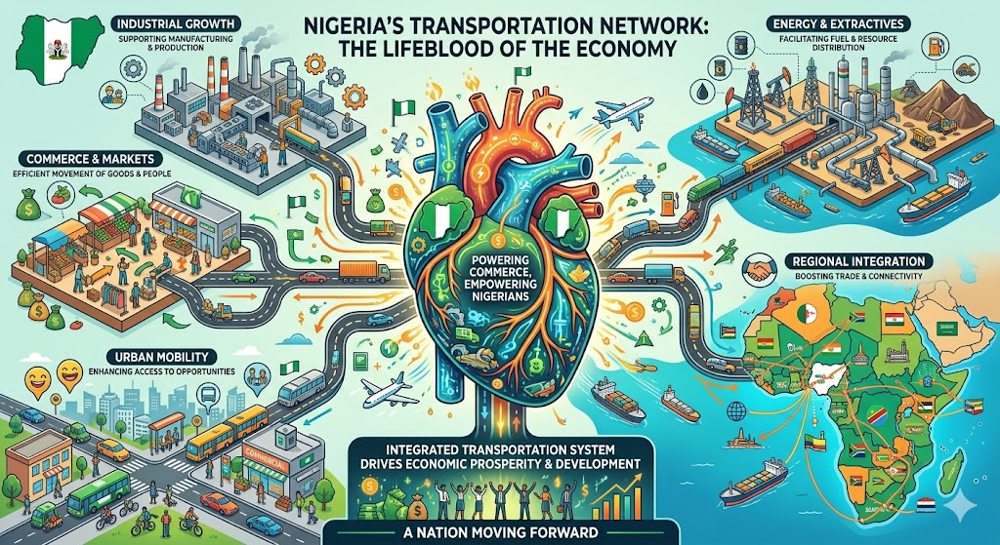 NIGERIA'S TRANSPORTATION NETWORK:
THE LIFEBLOOD OF THE ECONOMY
INDUSTRIAL GROWTH
SUPPORTING MANUFACTURING
& PRODUCTION
ENERGY & EXTRACTIVES
FACILITATING FUEL & RESOURCE
DISTRIBUTION
COMMERCE & MARKETS
EFFICIENT MOVEMENT OF GOODS & PEOPLE
POWERING
COMMERCE,
EMPOWERING
NIGERIANS
REGIONAL INTEGRATION
BOOSTING TRADE & CONNECTIVITY
URBAN MOBILITY
ENHANCING ACCESS TO OPPORTUNITIES
COMMERCIAL
INTEGRATED TRANSPORTATION SYSTEM
DRIVES ECONOMIC PROSPERITY & DEVELOPMENT
A NATION MOVING FORWARD